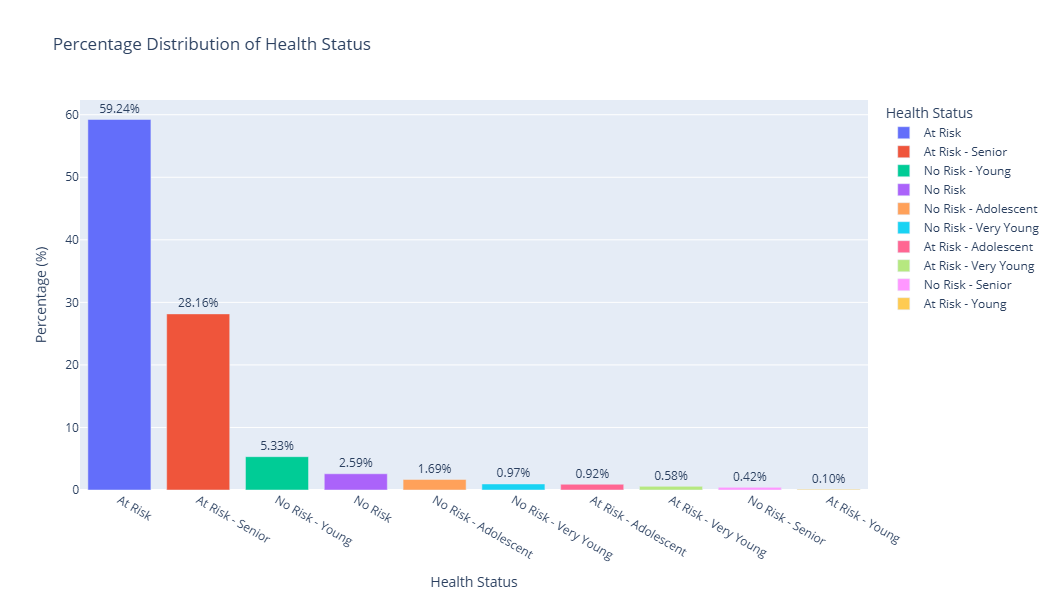 Percentage Distribution of Health Status
Percentage (%)
60
50
40
30
20
10
0
59.24%
28.16%
5.33%
2.59%
1.69%
0.97%
0.92%
0.58%
0.42%
0.10%
At Risk
At Risk - Senior
No Risk - Young
No Risk
No Risk - Adolescent
No Risk - Very Young
At Risk - Adolescent
At Risk - Very Young
No Risk - Senior
At Risk - Young
Health Status
Health Status
At Risk
At Risk - Senior
No Risk - Young
No Risk
No Risk - Adolescent
No Risk - Very Young
At Risk - Adolescent
At Risk - Very Young
No Risk - Senior
At Risk - Young